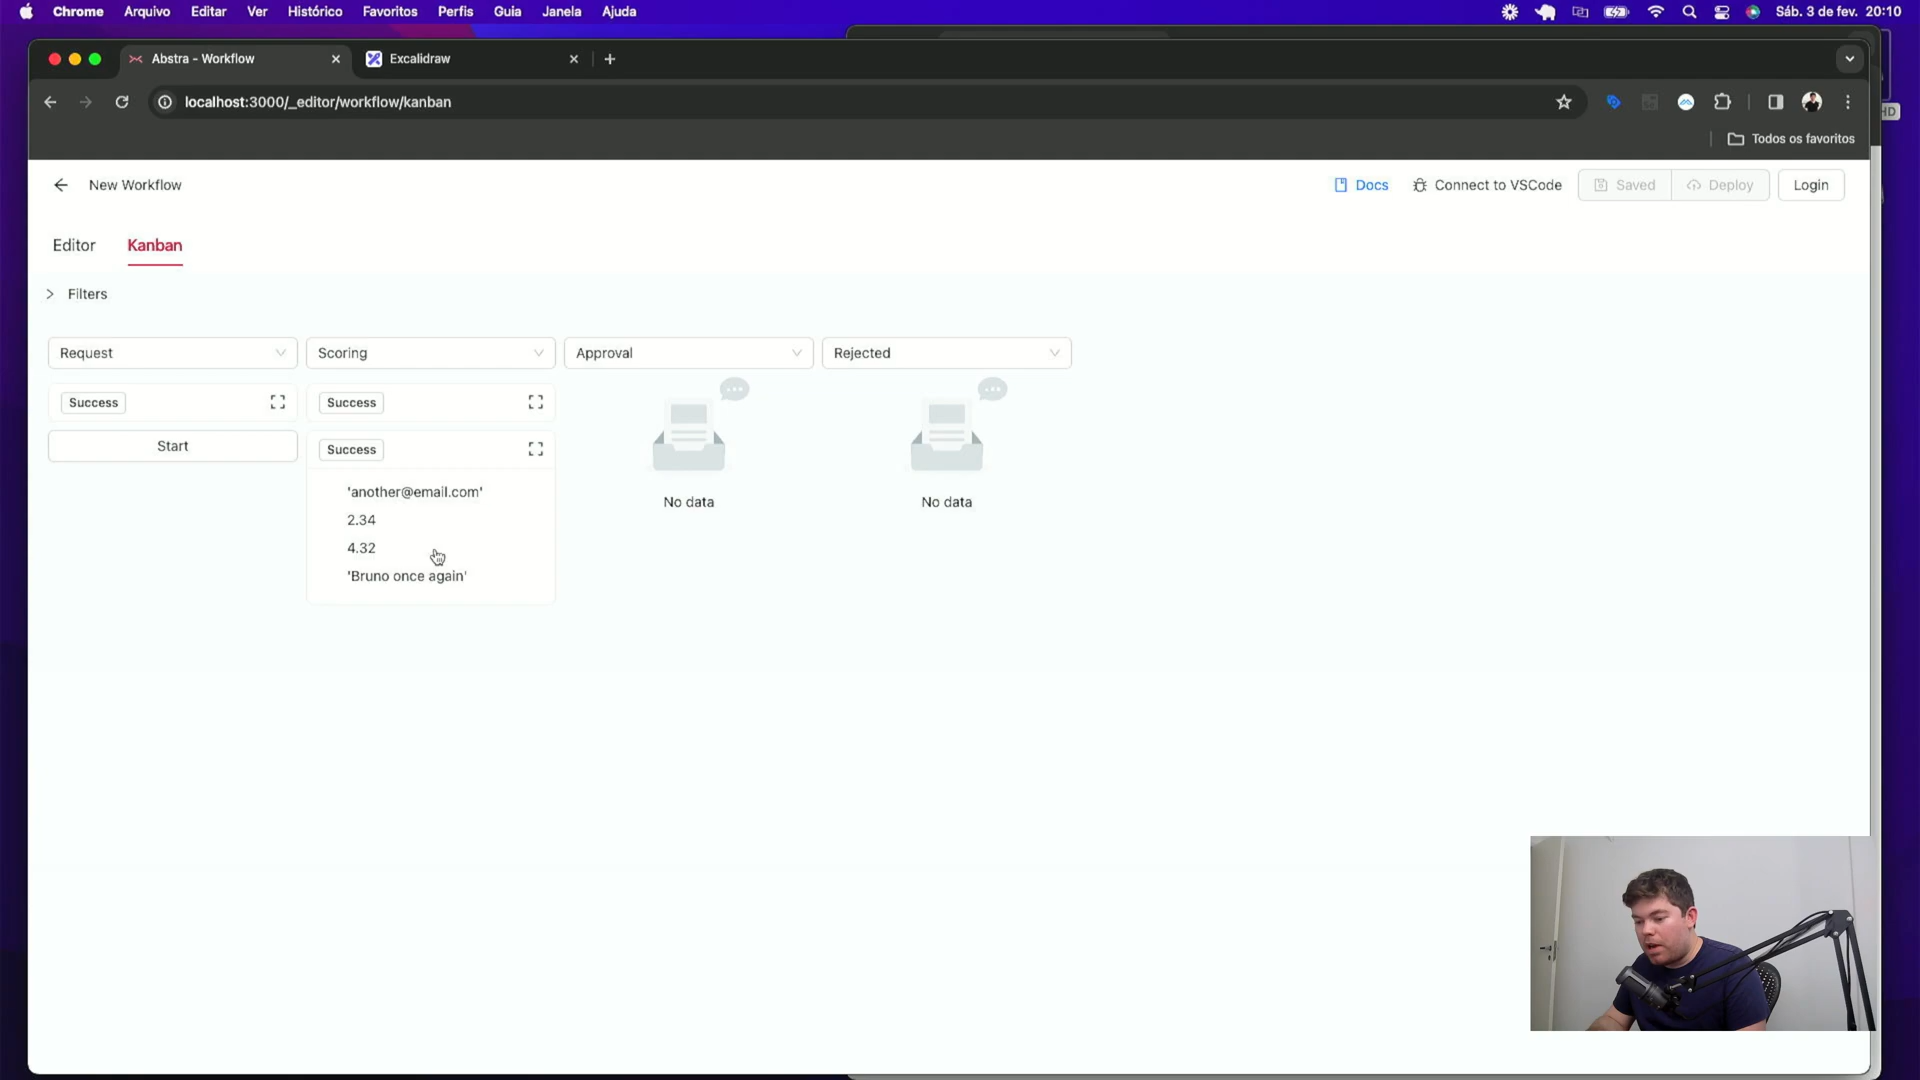 Chrome Arquivo Editar Ver Histórico Favoritos Perfis Guia Janela Ajuda Sáb. 3 de fev. 20:10
Abstra - Workflow Excalidraw
localhost:3000/_editor/workflow/kanban
HD
Todos os favoritos
New Workflow Docs Connect to VSCode Saved Deploy Login
Editor Kanban
Filters
Request Scoring Approval Rejected
Success Success
Start Success
'another@email.com'
2.34 No data No data
4.32
'Bruno once again'